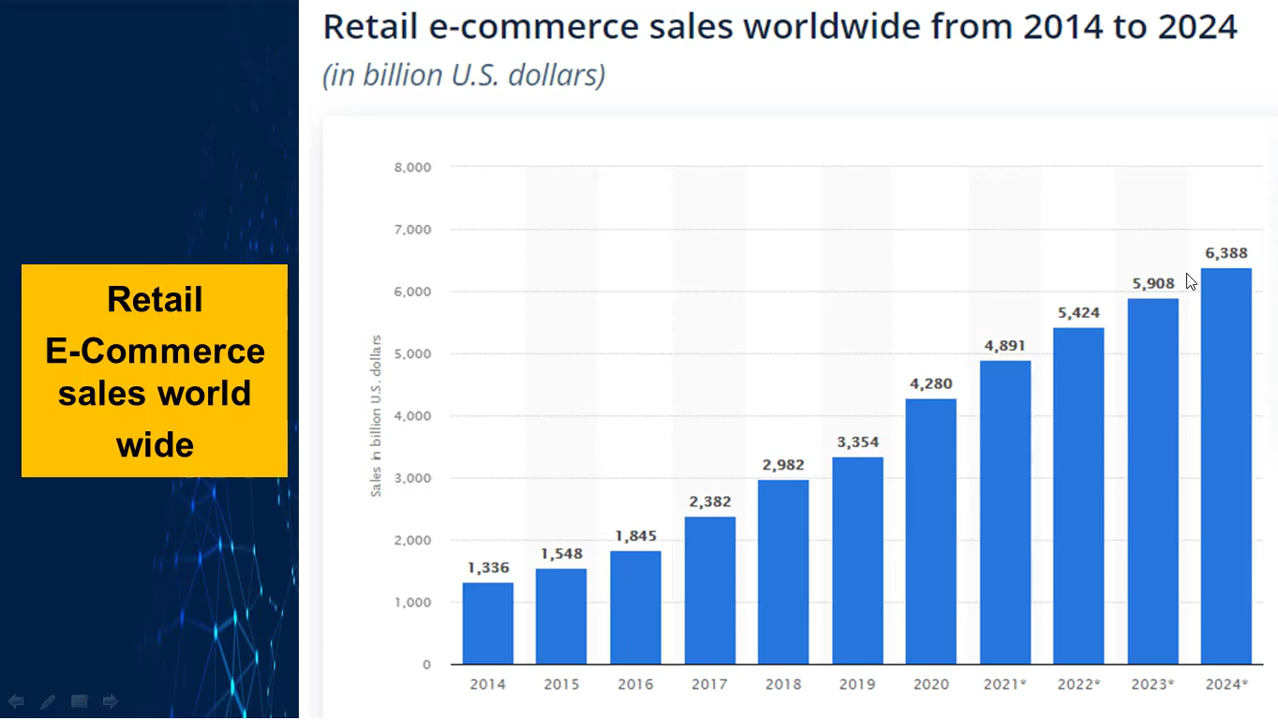 Retail e-commerce sales worldwide from 2014 to 2024
(in billion U.S. dollars)
Retail
E-Commerce
sales world
wide
Sales in billion U.S. dollars
8,000
7,000
6,000
5,000
4,000
3,000
2,000
1,000
0
1,336
1,548
1,845
2,382
2,982
3,354
4,280
4,891
5,424
5,908
6,388
2014 2015 2016 2017 2018 2019 2020 2021* 2022* 2023* 2024*